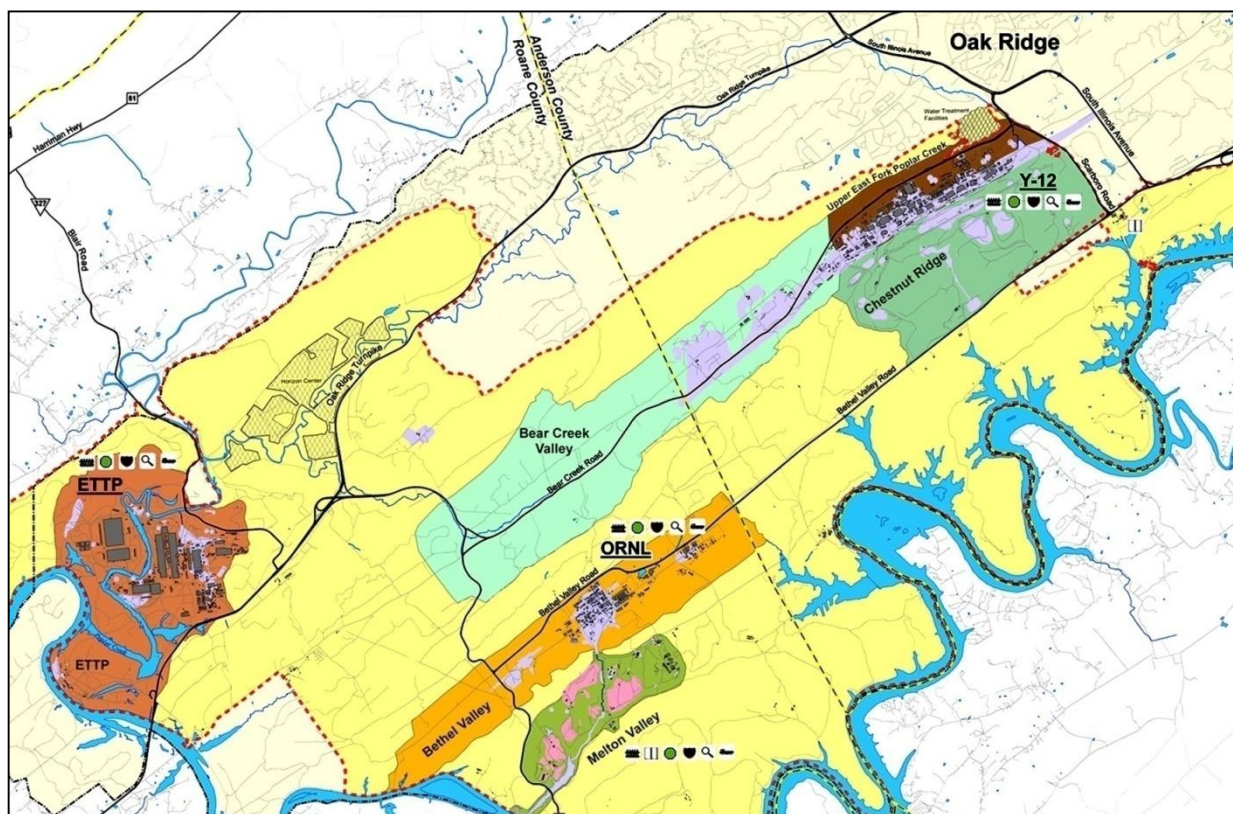 Oak Ridge
South Illinois Avenue
South Illinois Avenue
Anderson County
Roane County
Oak Ridge Turnpike
61
Harriman Hwy
Water Treatment
Facilities
Upper East Fork Poplar Creek
Scarboro Road
Y-12
327
Blair Road
Chestnut Ridge
Horizon Center
Oak Ridge Turnpike
Bethel Valley Road
Bear Creek
Valley
Bear Creek Road
ETTP
ORNL
Bethel Valley Road
ETTP
Bethel Valley
Melton Valley